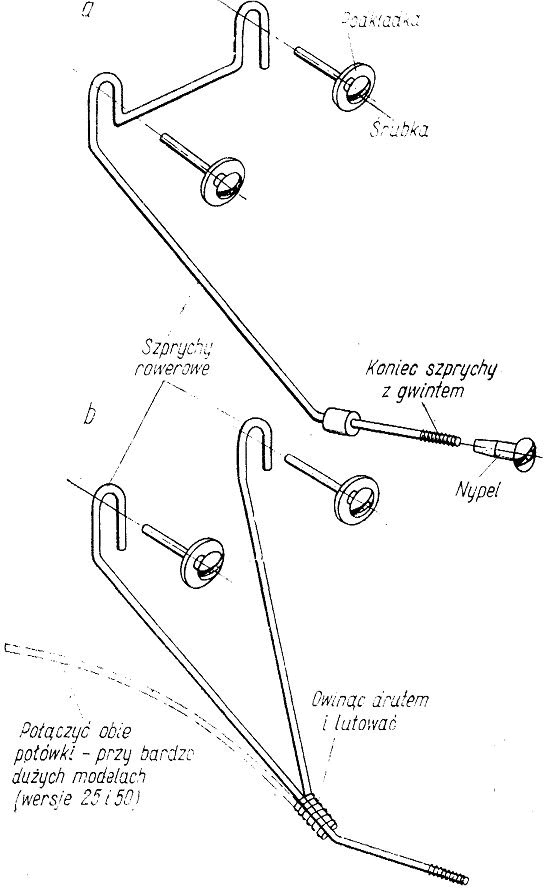 a
Podkładka
Śrubka
Szprychy
rowerowe
Koniec szprychy
z gwintem
Nypel
b
Owinąć drutem
i lutować
Połączyć obie
połówki – przy bardzo
dużych modelach
(wersje 25 i 50)